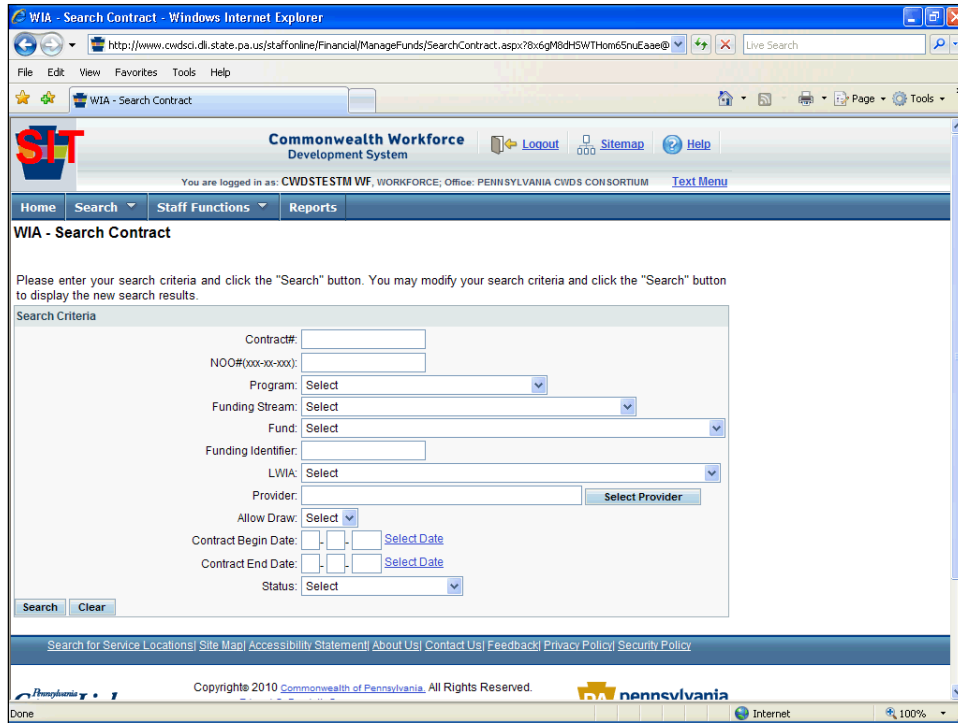 WIA - Search Contract - Windows Internet Explorer
http://www.cwdsci.dli.state.pa.us/staffonline/Financial/ManageFunds/SearchContract.aspx?8x6gM8dHSWTHom65nuEaae@
Live Search
File Edit View Favorites Tools Help
WIA - Search Contract
Page Tools
SIT
Commonwealth Workforce
Development System
Logout Sitemap Help
You are logged in as: CWDSTESTM WF, WORKFORCE; Office: PENNSYLVANIA CWDS CONSORTIUM Text Menu
Home Search Staff Functions Reports
WIA - Search Contract
Please enter your search criteria and click the "Search" button. You may modify your search criteria and click the "Search" button
to display the new search results.
Search Criteria
Contract#:
NOO#(xxx-xx-xxx):
Program: Select
Funding Stream: Select
Fund: Select
Funding Identifier:
LWIA: Select
Provider: Select Provider
Allow Draw: Select
Contract Begin Date: - - Select Date
Contract End Date: - - Select Date
Status: Select
Search Clear
Search for Service Locations| Site Map| Accessibility Statement| About Us| Contact Us| Feedback| Privacy Policy| Security Policy
Copyright© 2010 Commonwealth of Pennsylvania. All Rights Reserved.
Pennsylvania
PA pennsylvania
Done Internet 100%